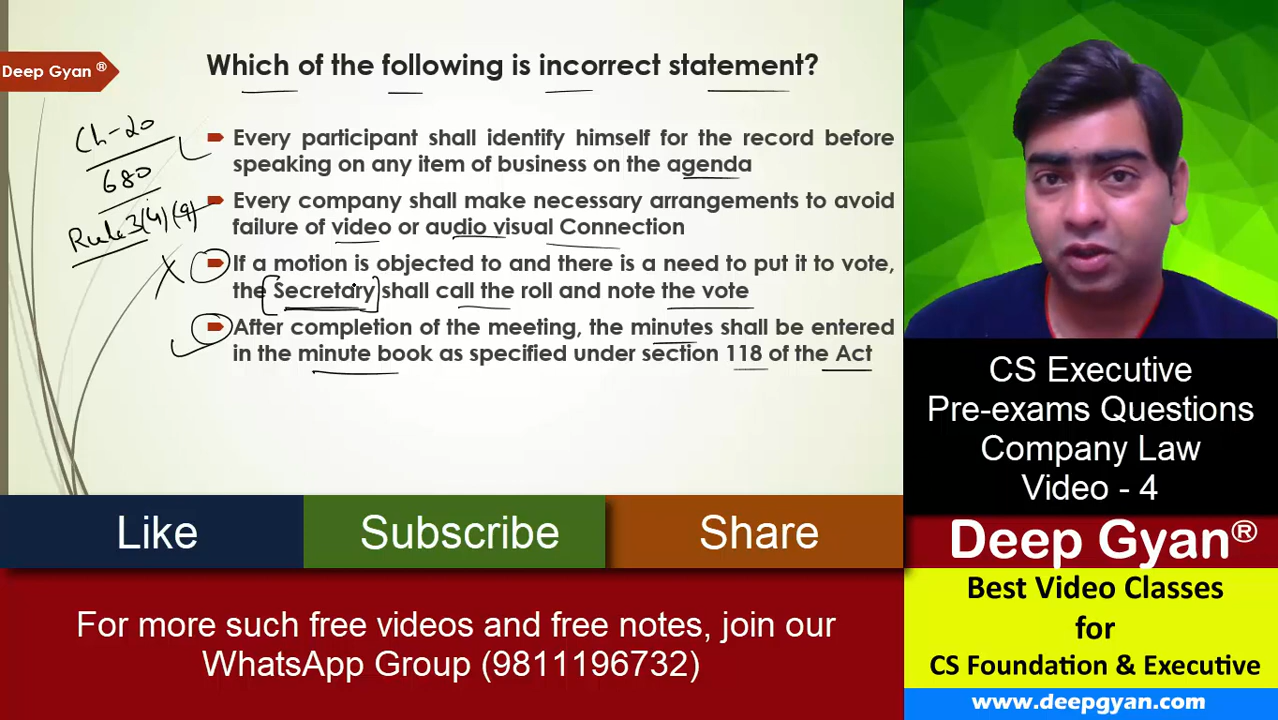 Deep Gyan ®
Which of the following is incorrect statement?
Ch-20
680
Rule 3(4)(9)
Every participant shall identify himself for the record before
speaking on any item of business on the agenda
Every company shall make necessary arrangements to avoid
failure of video or audio visual Connection
If a motion is objected to and there is a need to put it to vote,
the [Secretary] shall call the roll and note the vote
After completion of the meeting, the minutes shall be entered
in the minute book as specified under section 118 of the Act
CS Executive
Pre-exams Questions
Company Law
Video - 4
Like
Subscribe
Share
Deep Gyan®
Best Video Classes
for
CS Foundation & Executive
www.deepgyan.com
For more such free videos and free notes, join our
WhatsApp Group (9811196732)